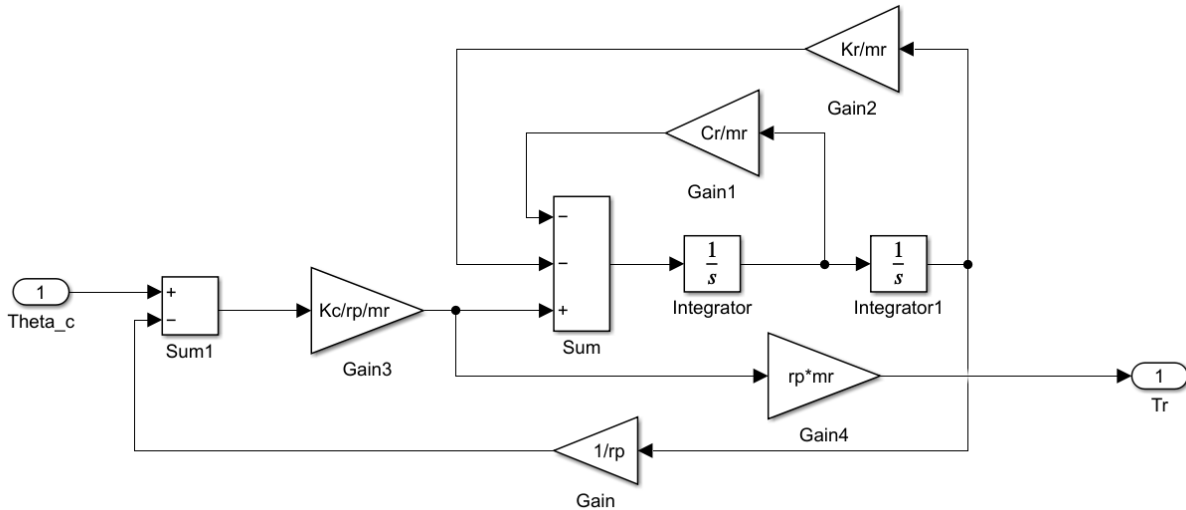 Kr/mr
Gain2
Cr/mr
Gain1
−
−
+
Sum
1
s
Integrator
1
s
Integrator1
1
Theta_c
+
−
Sum1
Kc/rp/mr
Gain3
rp*mr
Gain4
1
Tr
1/rp
Gain